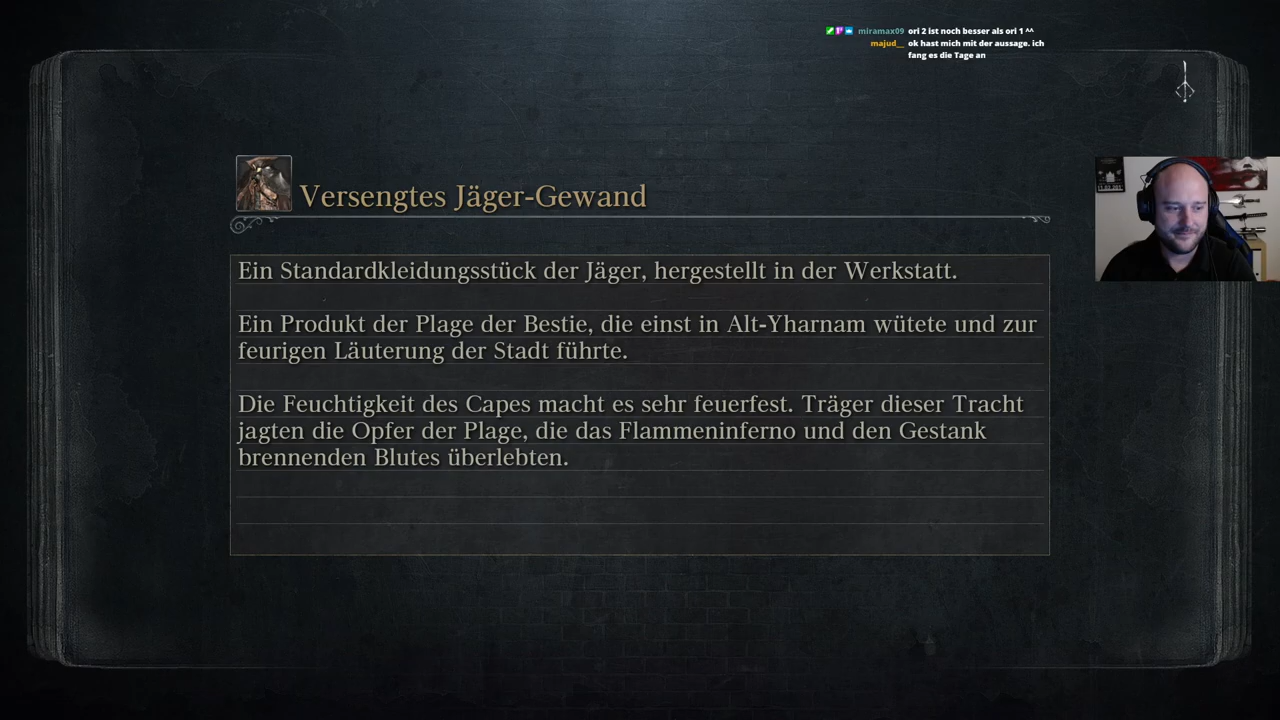 miramax09 ori 2 ist noch besser als ori 1 ^^
majud__ ok hast mich mit der aussage. ich
fang es die Tage an
Versengtes Jäger-Gewand
Ein Standardkleidungsstück der Jäger, hergestellt in der Werkstatt.
Ein Produkt der Plage der Bestie, die einst in Alt-Yharnam wütete und zur
feurigen Läuterung der Stadt führte.
Die Feuchtigkeit des Capes macht es sehr feuerfest. Träger dieser Tracht
jagten die Opfer der Plage, die das Flammeninferno und den Gestank
brennenden Blutes überlebten.